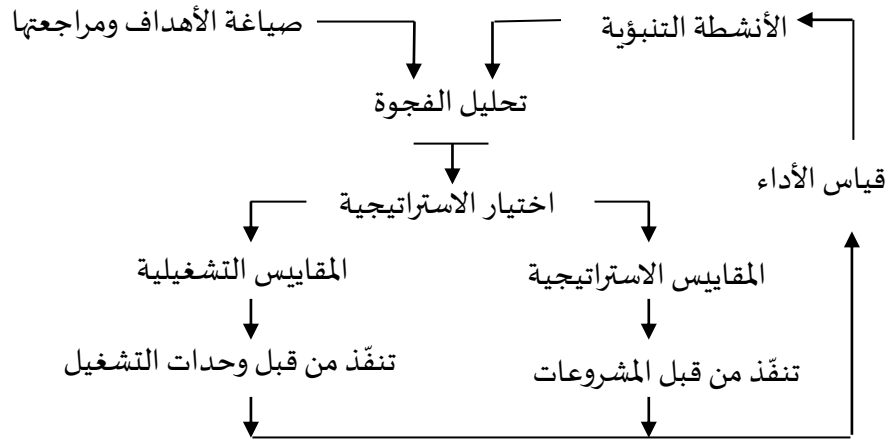 الأنشطة التنبؤية
صياغة الأهداف ومراجعتها
تحليل الفجوة
قياس الأداء
اختيار الاستراتيجية
المقاييس الاستراتيجية
المقاييس التشغيلية
تنفّذ من قبل المشروعات
تنفّذ من قبل وحدات التشغيل